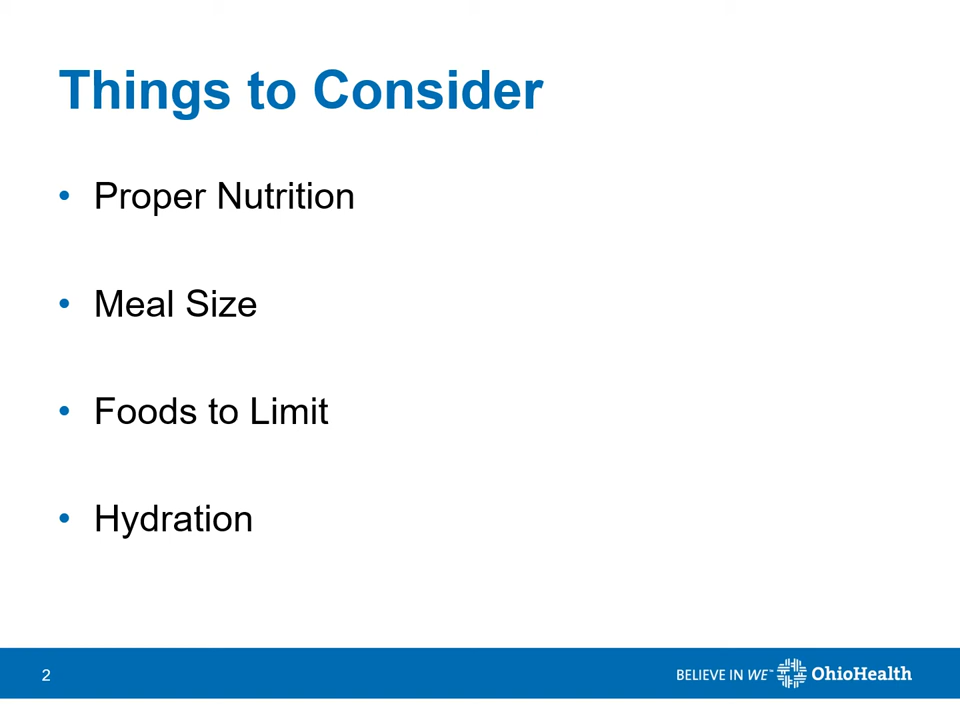 Things to Consider
• Proper Nutrition
• Meal Size
• Foods to Limit
• Hydration
2
BELIEVE IN WE™ OhioHealth